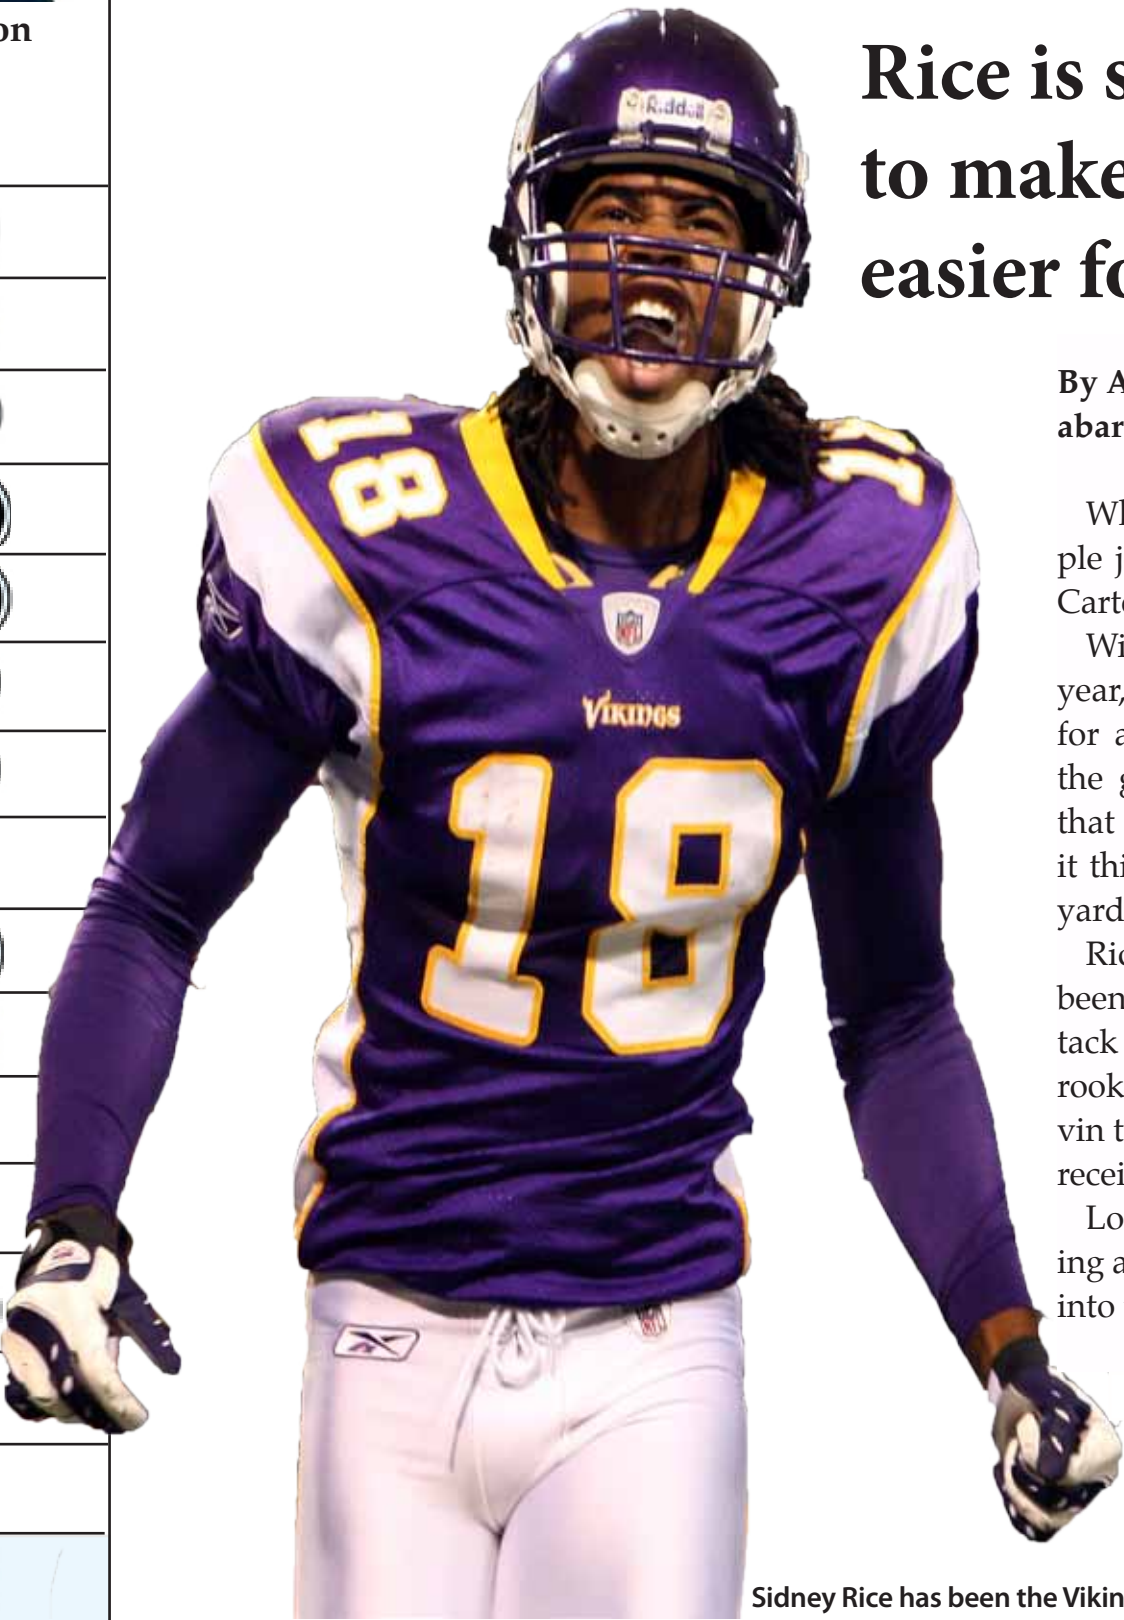 on
Rice is s
to make
easier fo
By A
abar
Wh
ple j
Carte
Wi
year,
for a
the g
that
it thi
yard
Ric
been
tack
rook
vin t
recei
Lo
ing a
into
Riddell
18
18
VIKINGS
18
Sidney Rice has been the Vikin